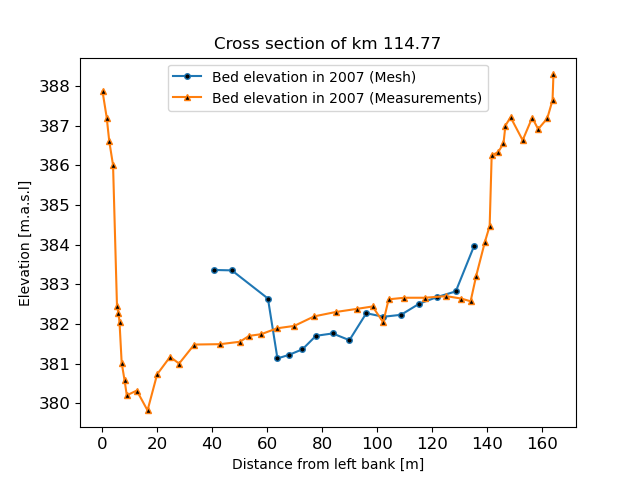 Cross section of km 114.77
Bed elevation in 2007 (Mesh)
Bed elevation in 2007 (Measurements)
Elevation [m.a.s.l]
388
387
386
385
384
383
382
381
380
0 20 40 60 80 100 120 140 160
Distance from left bank [m]